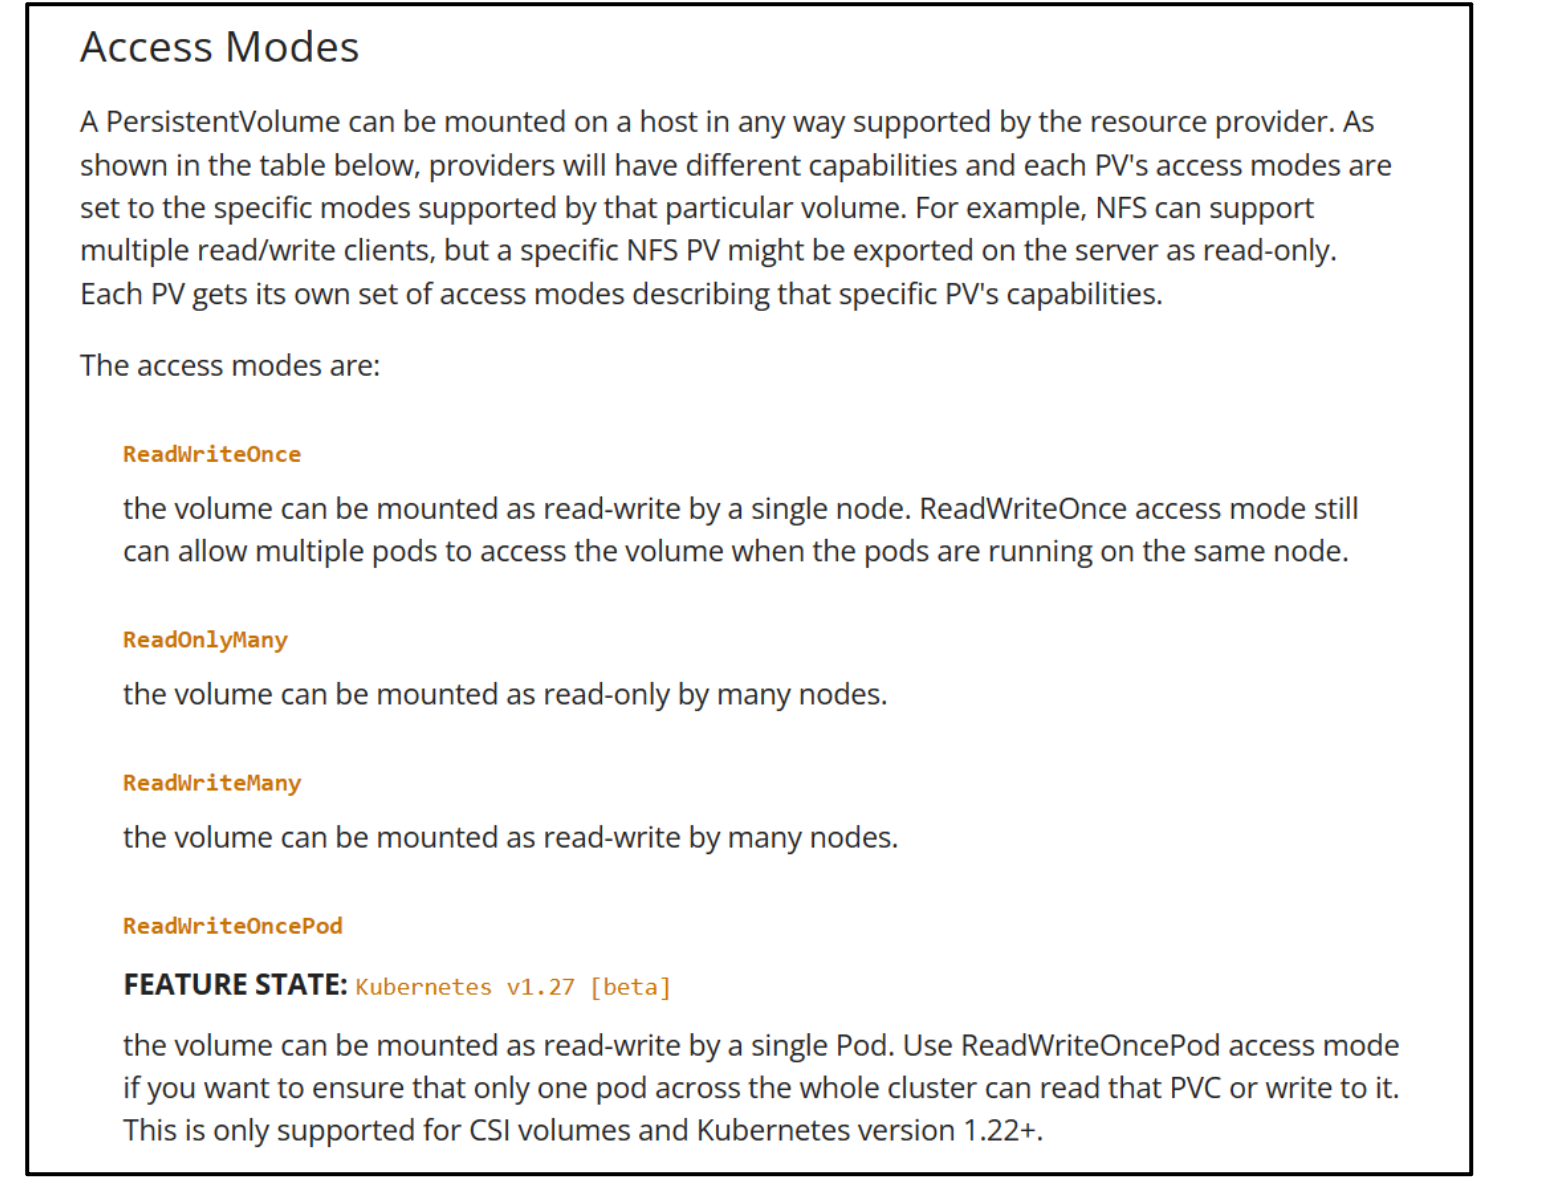 Access Modes
A PersistentVolume can be mounted on a host in any way supported by the resource provider. As
shown in the table below, providers will have different capabilities and each PV's access modes are
set to the specific modes supported by that particular volume. For example, NFS can support
multiple read/write clients, but a specific NFS PV might be exported on the server as read-only.
Each PV gets its own set of access modes describing that specific PV's capabilities.
The access modes are:
ReadWriteOnce
the volume can be mounted as read-write by a single node. ReadWriteOnce access mode still
can allow multiple pods to access the volume when the pods are running on the same node.
ReadOnlyMany
the volume can be mounted as read-only by many nodes.
ReadWriteMany
the volume can be mounted as read-write by many nodes.
ReadWriteOncePod
FEATURE STATE: Kubernetes v1.27 [beta]
the volume can be mounted as read-write by a single Pod. Use ReadWriteOncePod access mode
if you want to ensure that only one pod across the whole cluster can read that PVC or write to it.
This is only supported for CSI volumes and Kubernetes version 1.22+.